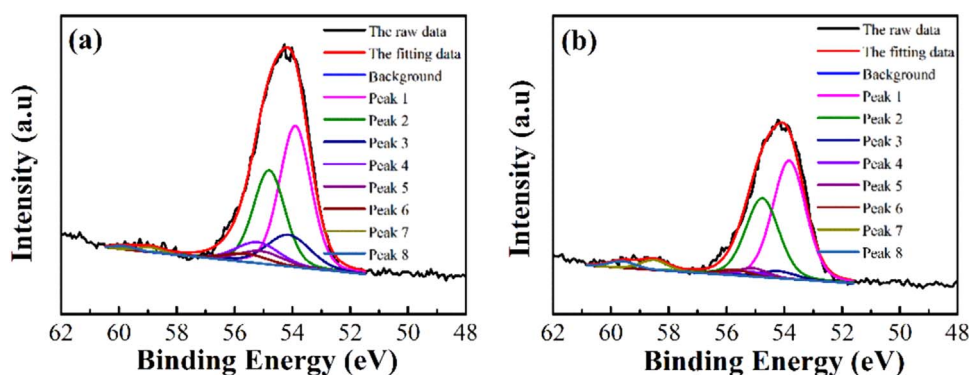 (a)
The raw data
The fitting data
Background
Peak 1
Peak 2
Peak 3
Peak 4
Peak 5
Peak 6
Peak 7
Peak 8
Intensity (a.u)
62 60 58 56 54 52 50 48
Binding Energy (eV)
(b)
The raw data
The fitting data
Background
Peak 1
Peak 2
Peak 3
Peak 4
Peak 5
Peak 6
Peak 7
Peak 8
Intensity (a.u)
62 60 58 56 54 52 50 48
Binding Energy (eV)